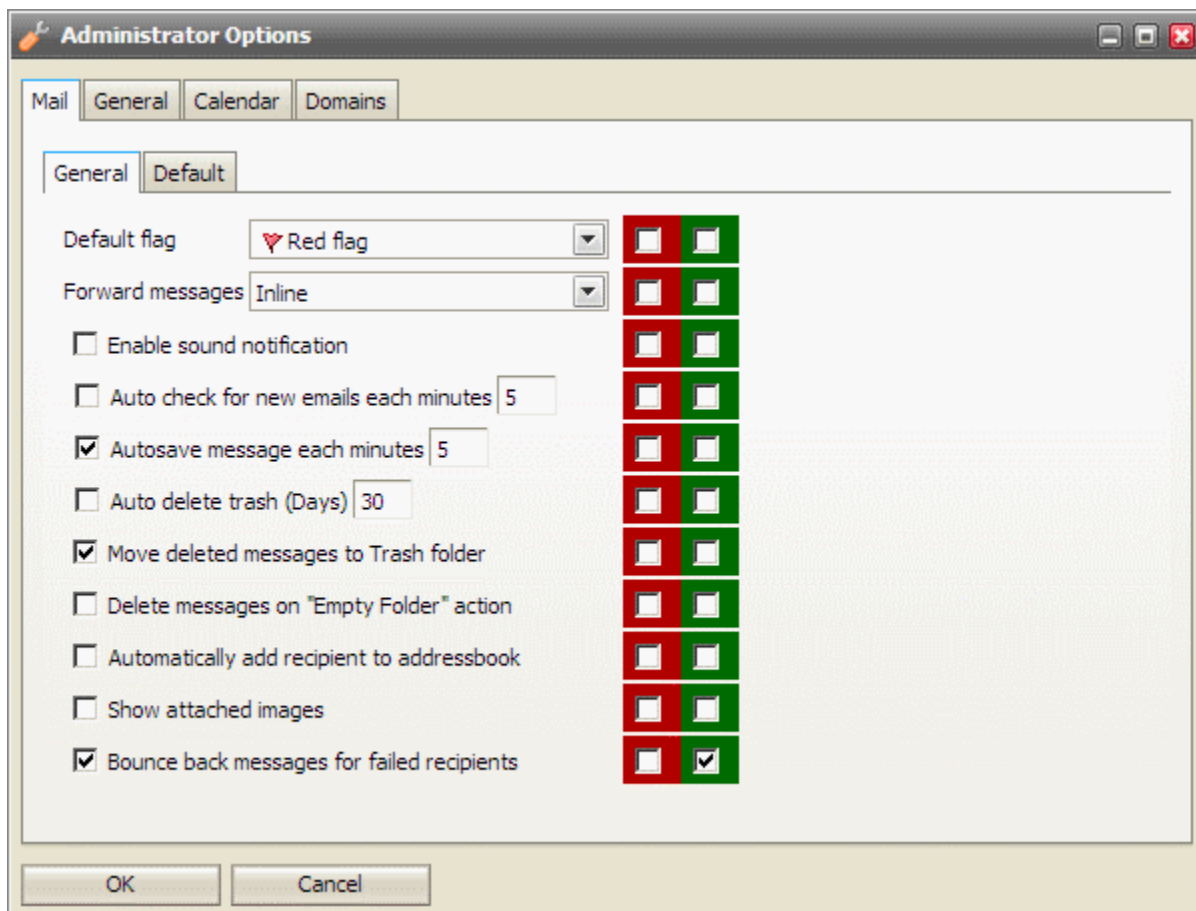 Administrator Options
Mail General Calendar Domains
General Default
Default flag Red flag
Forward messages Inline
Enable sound notification
Auto check for new emails each minutes 5
Autosave message each minutes 5
Auto delete trash (Days) 30
Move deleted messages to Trash folder
Delete messages on "Empty Folder" action
Automatically add recipient to addressbook
Show attached images
Bounce back messages for failed recipients
OK Cancel